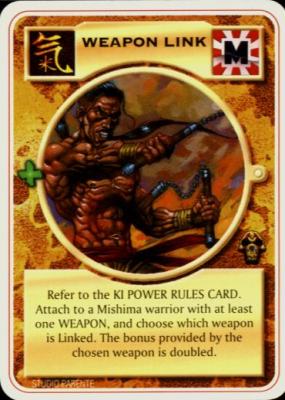 氣
WEAPON LINK
M
Refer to the KI POWER RULES CARD.
Attach to a Mishima warrior with at least
one WEAPON, and choose which weapon
is Linked. The bonus provided by the
chosen weapon is doubled.
STUDIO PARENTE